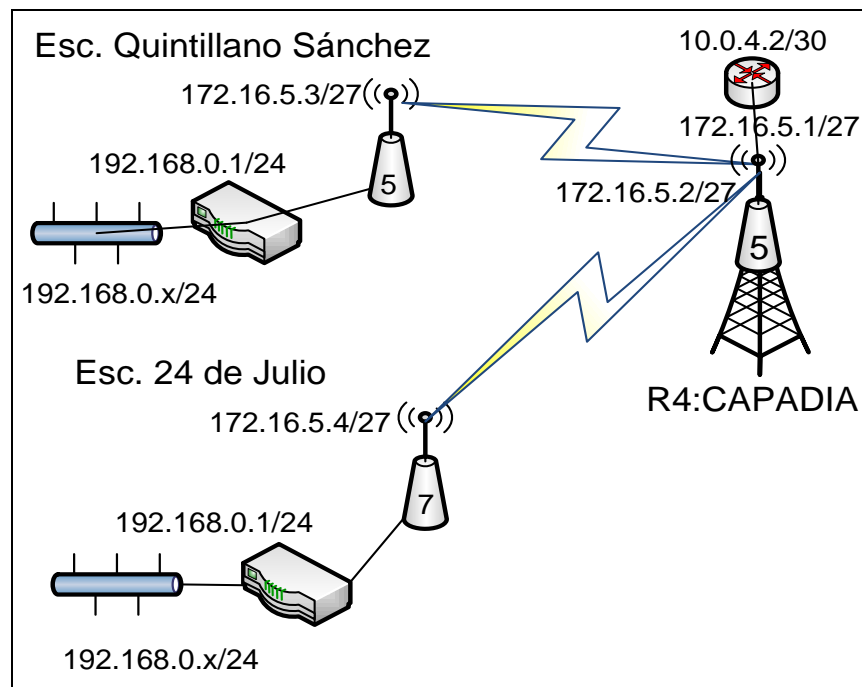 Esc. Quintillano Sánchez
10.0.4.2/30
172.16.5.3/27
172.16.5.1/27
192.168.0.1/24
5
172.16.5.2/27
5
192.168.0.x/24
Esc. 24 de Julio
R4:CAPADIA
172.16.5.4/27
7
192.168.0.1/24
192.168.0.x/24